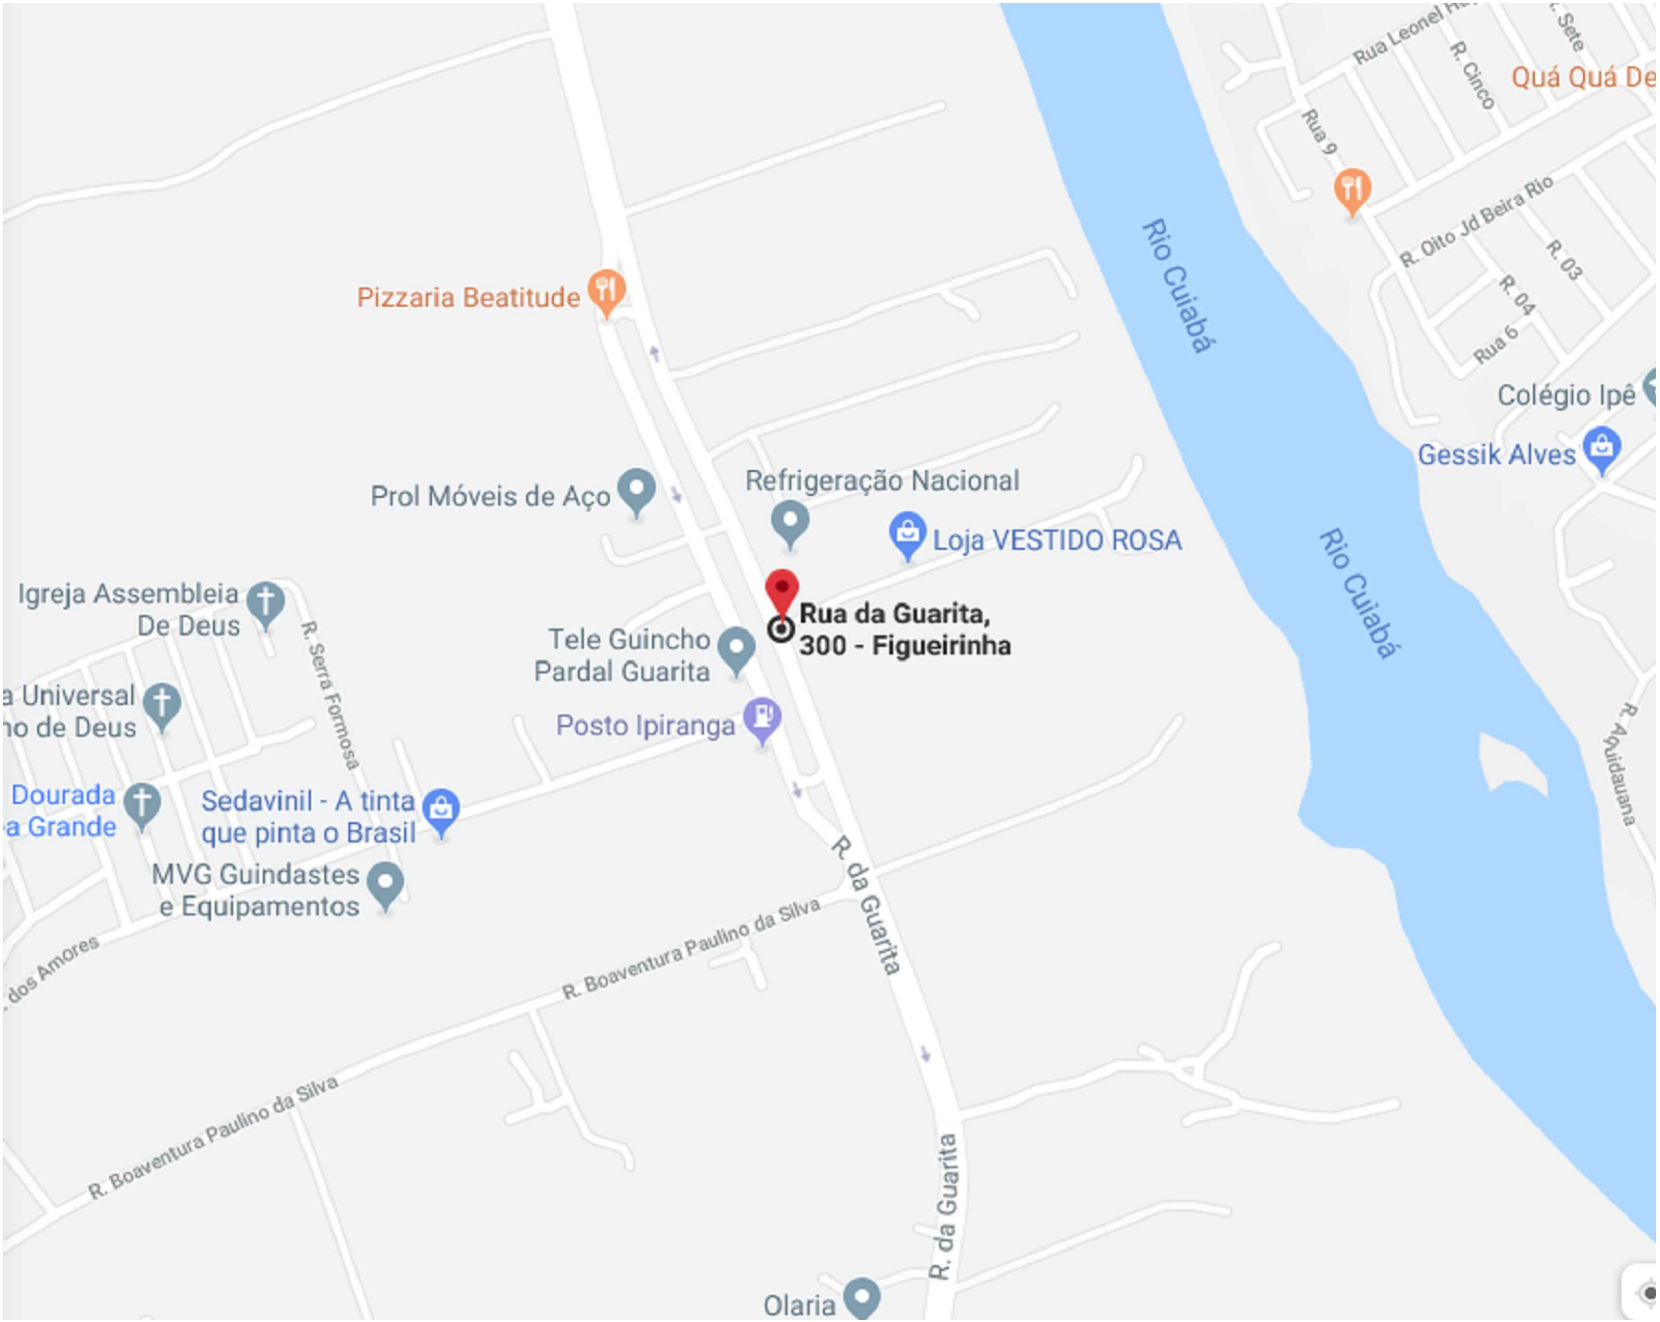 Rua Leonel
R. Cinco
Sete
Quá Quá De
Rua 9
R. Oito Jd Beira Rio
R. 03
R. 04
Rua 6
Rio Cuiabá
Pizzaria Beatitude
Colégio Ipê
Gessik Alves
Prol Móveis de Aço
Refrigeração Nacional
Loja VESTIDO ROSA
Rio Cuiabá
Igreja Assembleia
De Deus
R. Serra Formosa
Rua da Guarita,
300 - Figueirinha
Tele Guincho
Pardal Guarita
a Universal
no de Deus
Posto Ipiranga
R. Aquidauana
Dourada
a Grande
Sedavinil - A tinta
que pinta o Brasil
MVG Guindastes
e Equipamentos
R. da Guarita
R. Boaventura Paulino da Silva
dos Amores
R. Boaventura Paulino da Silva
R. da Guarita
Olaria